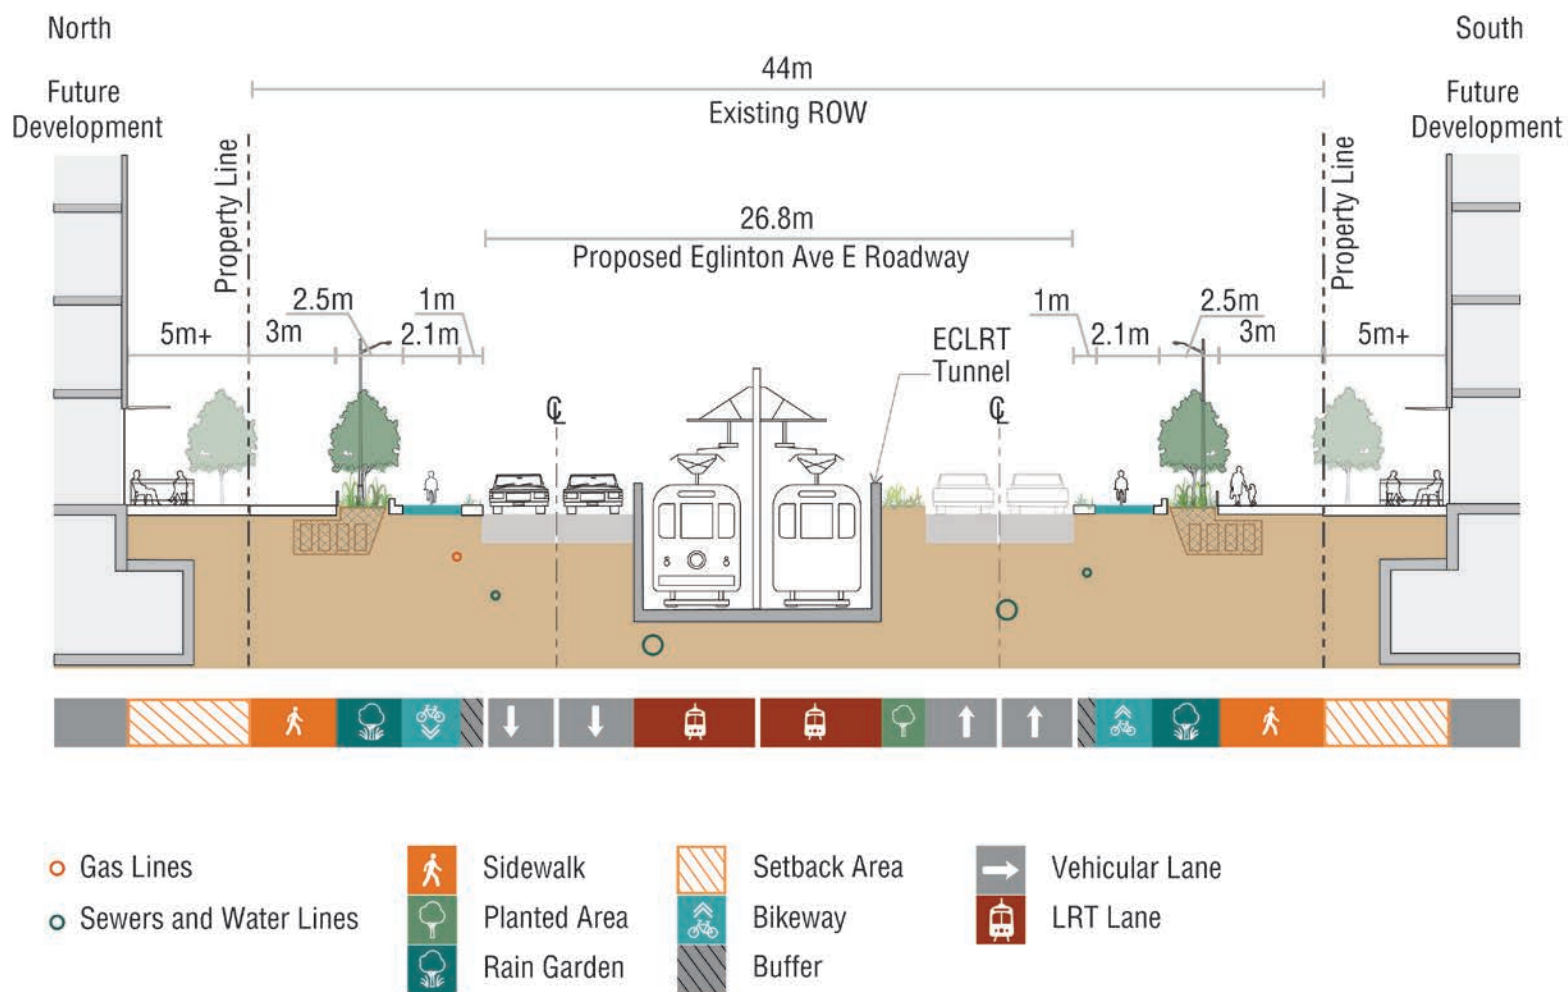 North
South
44m
Existing ROW
Future
Development
Future
Development
Property Line
Property Line
26.8m
Proposed Eglinton Ave E Roadway
5m+
3m
2.5m
2.1m
1m
ECLRT
Tunnel
1m
2.1m
2.5m
3m
5m+
℄
℄
Gas Lines
Sewers and Water Lines
Sidewalk
Planted Area
Rain Garden
Setback Area
Bikeway
Buffer
Vehicular Lane
LRT Lane